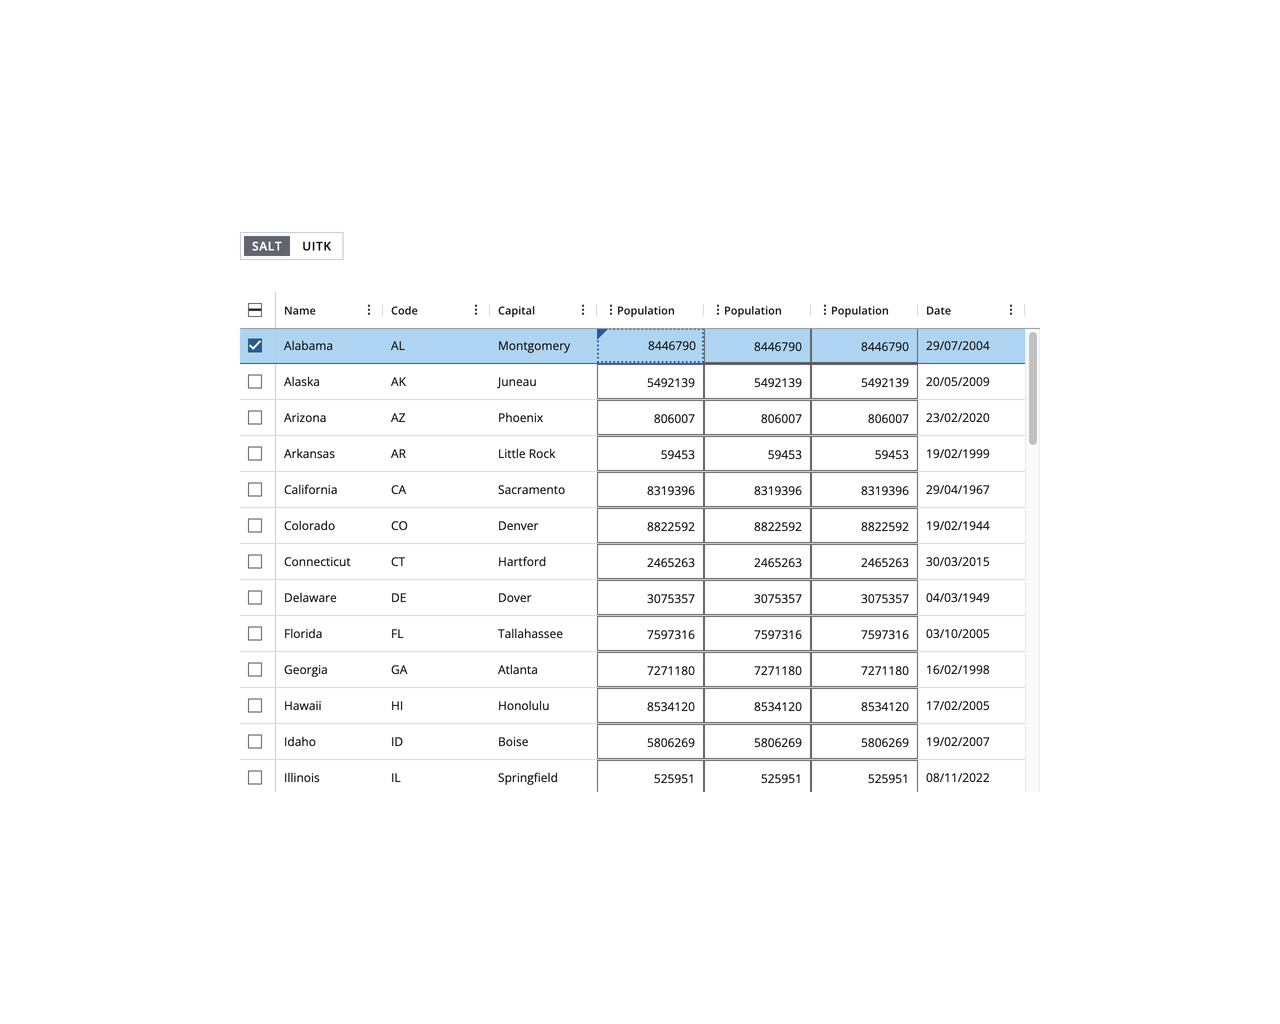 SALT UITK
Name Code Capital Population Population Population Date
Alabama AL Montgomery 8446790 8446790 8446790 29/07/2004
Alaska AK Juneau 5492139 5492139 5492139 20/05/2009
Arizona AZ Phoenix 806007 806007 806007 23/02/2020
Arkansas AR Little Rock 59453 59453 59453 19/02/1999
California CA Sacramento 8319396 8319396 8319396 29/04/1967
Colorado CO Denver 8822592 8822592 8822592 19/02/1944
Connecticut CT Hartford 2465263 2465263 2465263 30/03/2015
Delaware DE Dover 3075357 3075357 3075357 04/03/1949
Florida FL Tallahassee 7597316 7597316 7597316 03/10/2005
Georgia GA Atlanta 7271180 7271180 7271180 16/02/1998
Hawaii HI Honolulu 8534120 8534120 8534120 17/02/2005
Idaho ID Boise 5806269 5806269 5806269 19/02/2007
Illinois IL Springfield 525951 525951 525951 08/11/2022